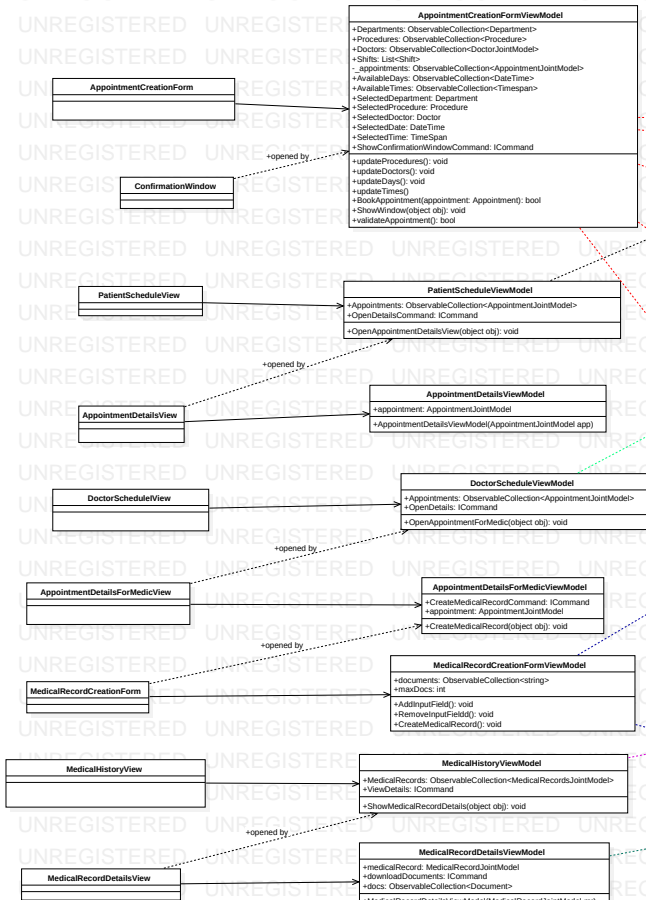 AppointmentCreationFormViewModel
+Departments: ObservableCollection<Department>
+Procedures: ObservableCollection<Procedure>
+Doctors: ObservableCollection<DoctorJointModel>
+Shifts: List<Shift>
-_appointments: ObservableCollection<AppointmentJointModel>
+AvailableDays: ObservableCollection<DateTime>
+AvailableTimes: ObservableCollection<Timespan>
+SelectedDepartment: Department
+SelectedProcedure: Procedure
+SelectedDoctor: Doctor
+SelectedDate: DateTime
+SelectedTime: TimeSpan
+ShowConfirmationWindowCommand: ICommand
+updateProcedures(): void
+updateDoctors(): void
+updateDays(): void
+updateTimes()
+BookAppointment(appointment: Appointment): bool
+ShowWindow(object obj): void
+validateAppointment(): bool
AppointmentCreationForm
+opened by
ConfirmationWindow
PatientScheduleView
PatientScheduleViewModel
+Appointments: ObservableCollection<AppointmentJointModel>
+OpenDetailsCommand: ICommand
+OpenAppointmentDetailsView(object obj): void
+opened by
AppointmentDetailsView
AppointmentDetailsViewModel
+appointment: AppointmentJointModel
+AppointmentDetailsViewModel(AppointmentJointModel app)
DoctorSchedulelView
DoctorScheduleViewModel
+Appointments: ObservableCollection<AppointmentJointModel>
+OpenDetails: ICommand
+OpenAppointmentForMedic(object obj): void
+opened by
AppointmentDetailsForMedicView
AppointmentDetailsForMedicViewModel
+CreateMedicalRecordCommand: ICommand
+appointment: AppointmentJointModel
+CreateMedicalRecord(object obj): void
+opened by
MedicalRecordCreationForm
MedicalRecordCreationFormViewModel
+documents: ObservableCollection<string>
+maxDocs: int
+AddInputField(): void
+RemoveInputFieldd(): void
+CreateMedicalRecord(): void
MedicalHistoryView
MedicalHistoryViewModel
+MedicalRecords: ObservableCollection<MedicalRecordsJointModel>
+ViewDetails: ICommand
+ShowMedicalRecordDetails(object obj): void
+opened by
MedicalRecordDetailsView
MedicalRecordDetailsViewModel
+medicalRecord: MedicalRecordJointModel
+downloadDocuments: ICommand
+docs: ObservableCollection<Document>